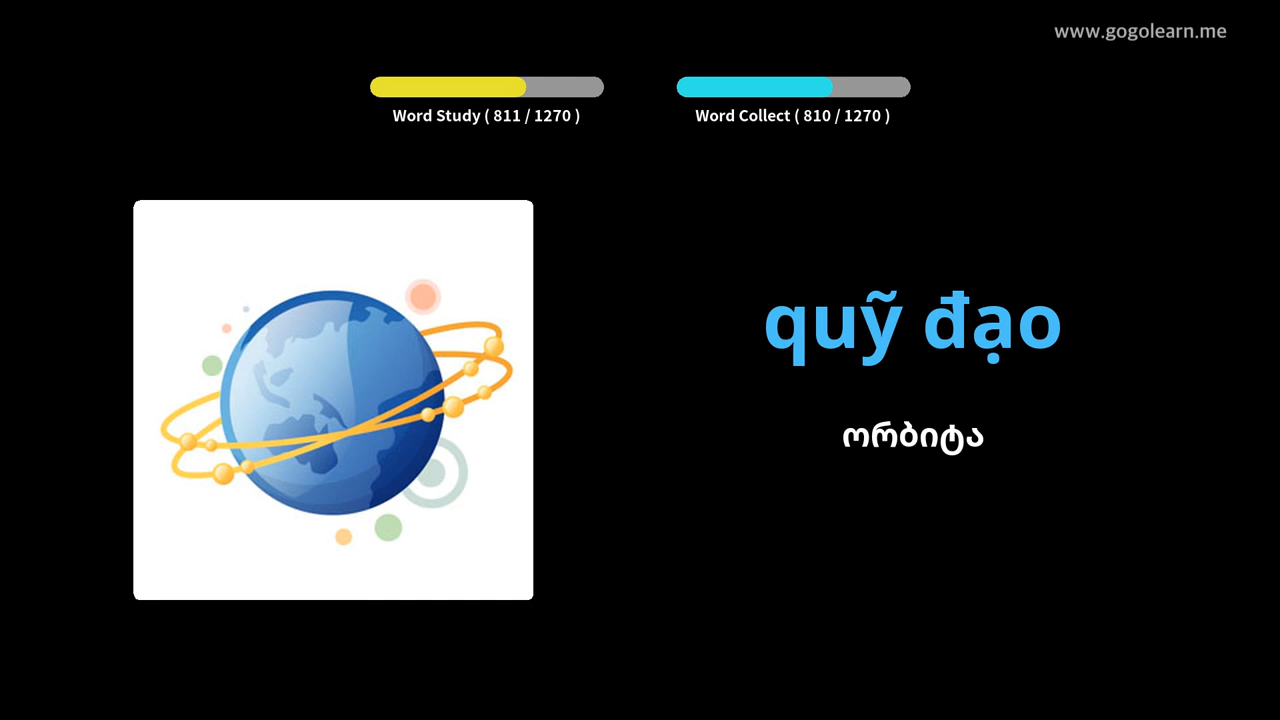 www.gogolearn.me
Word Study ( 811 / 1270 )
Word Collect ( 810 / 1270 )
quỹ đạo
ორბიტა